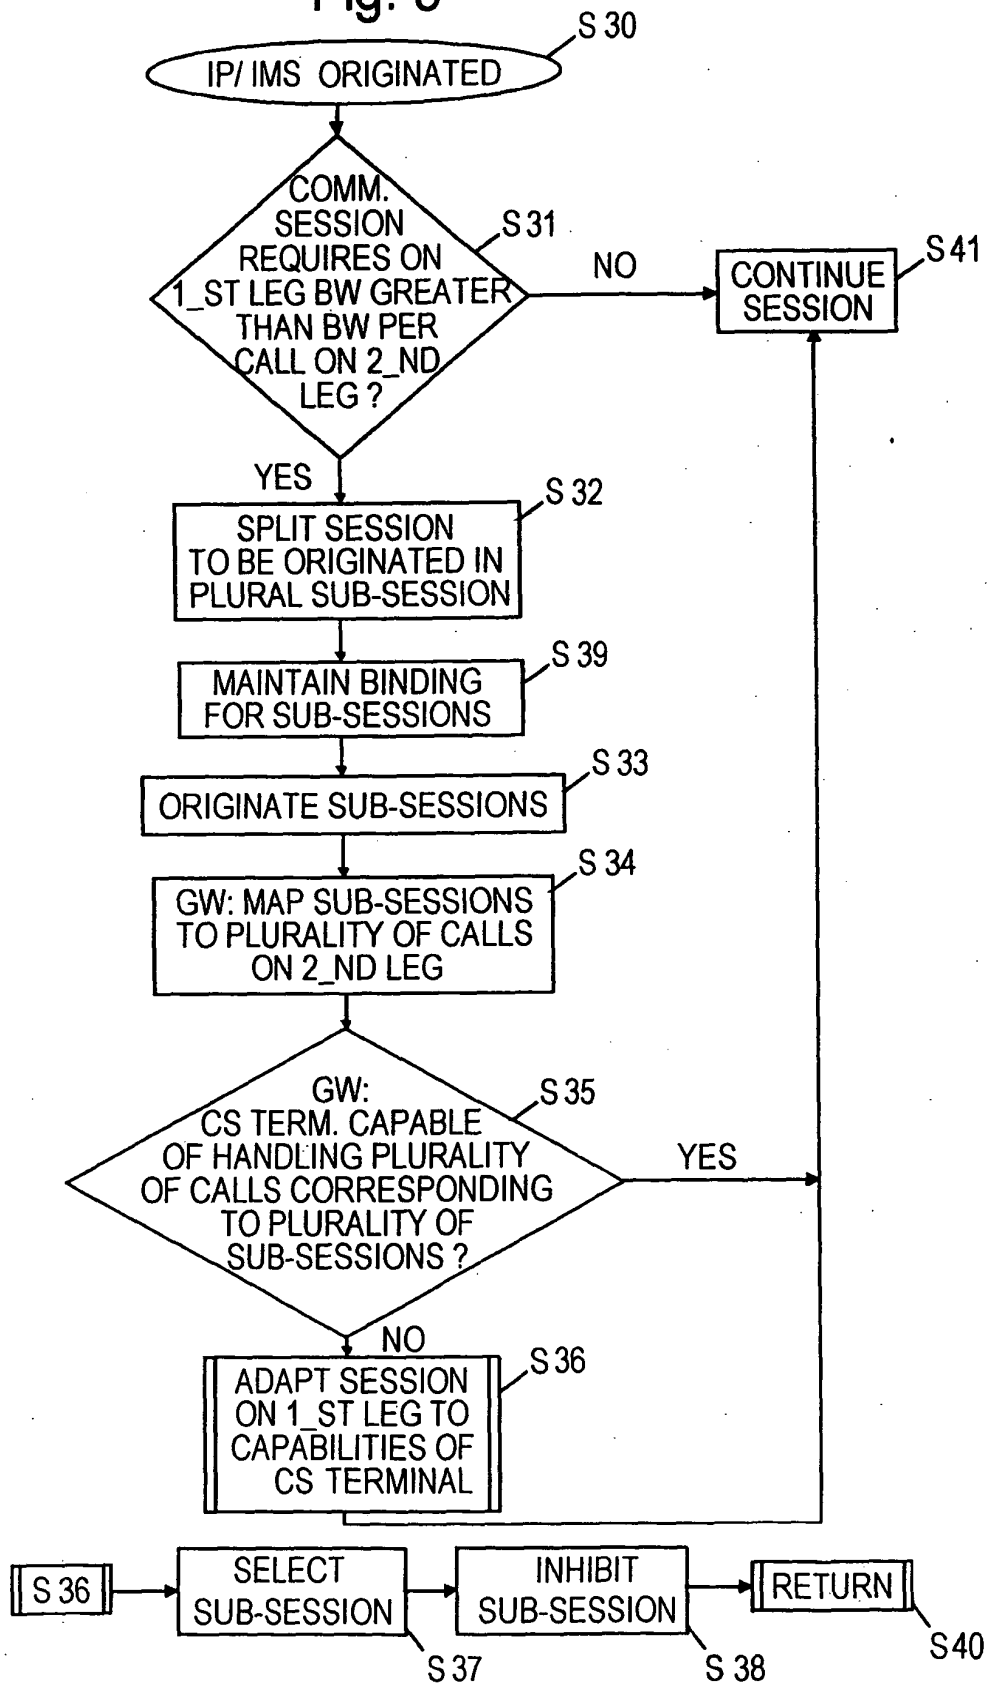 S 30
IP/ IMS ORIGINATED
COMM.
SESSION
REQUIRES ON
1_ST LEG BW GREATER
THAN BW PER
CALL ON 2_ND
LEG ?
S 31
NO
CONTINUE
SESSION
S 41
YES
S 32
SPLIT SESSION
TO BE ORIGINATED IN
PLURAL SUB-SESSION
S 39
MAINTAIN BINDING
FOR SUB-SESSIONS
S 33
ORIGINATE SUB-SESSIONS
S 34
GW: MAP SUB-SESSIONS
TO PLURALITY OF CALLS
ON 2_ND LEG
GW:
CS TERM. CAPABLE
OF HANDLING PLURALITY
OF CALLS CORRESPONDING
TO PLURALITY OF
SUB-SESSIONS ?
S 35
YES
NO
S 36
ADAPT SESSION
ON 1_ST LEG TO
CAPABILITIES OF
CS TERMINAL
S 36
SELECT
SUB-SESSION
S 37
INHIBIT
SUB-SESSION
S 38
RETURN
S 40